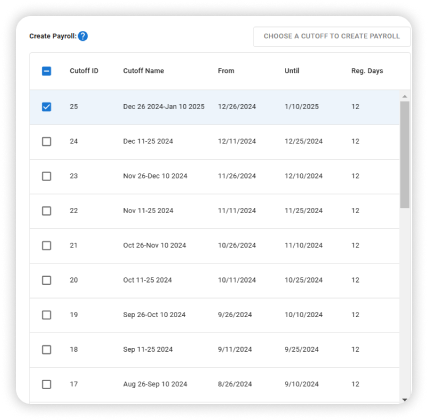 Create Payroll: ?
CHOOSE A CUTOFF TO CREATE PAYROLL
Cutoff ID Cutoff Name From Until Reg. Days
25 Dec 26 2024-Jan 10 2025 12/26/2024 1/10/2025 12
24 Dec 11-25 2024 12/11/2024 12/25/2024 12
23 Nov 26-Dec 10 2024 11/26/2024 12/10/2024 12
22 Nov 11-25 2024 11/11/2024 11/25/2024 12
21 Oct 26-Nov 10 2024 10/26/2024 11/10/2024 12
20 Oct 11-25 2024 10/11/2024 10/25/2024 12
19 Sep 26-Oct 10 2024 9/26/2024 10/10/2024 12
18 Sep 11-25 2024 9/11/2024 9/25/2024 12
17 Aug 26-Sep 10 2024 8/26/2024 9/10/2024 12